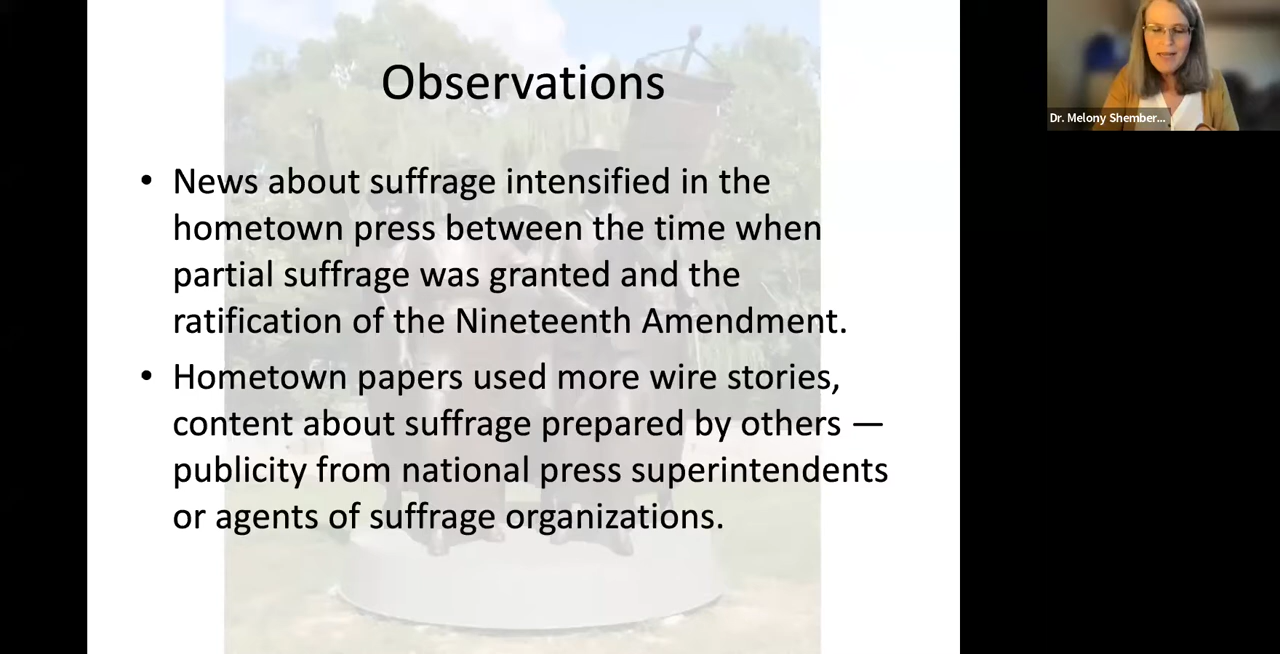 Observations
• News about suffrage intensified in the
hometown press between the time when
partial suffrage was granted and the
ratification of the Nineteenth Amendment.
• Hometown papers used more wire stories,
content about suffrage prepared by others —
publicity from national press superintendents
or agents of suffrage organizations.
Dr. Melony Shember...